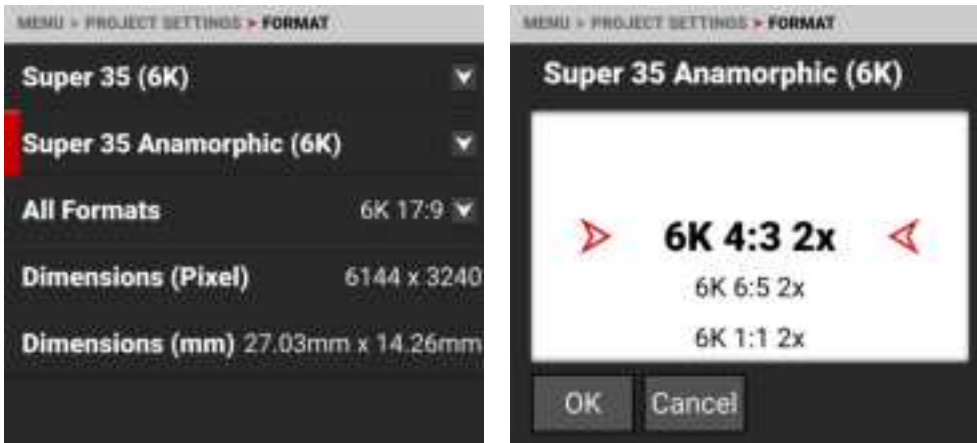 MENU > PROJECT SETTINGS > FORMAT
Super 35 (6K)
Super 35 Anamorphic (6K)
All Formats 6K 17:9
Dimensions (Pixel) 6144 x 3240
Dimensions (mm) 27.03mm x 14.26mm
MENU > PROJECT SETTINGS > FORMAT
Super 35 Anamorphic (6K)
6K 4:3 2x
6K 6:5 2x
6K 1:1 2x
OK Cancel